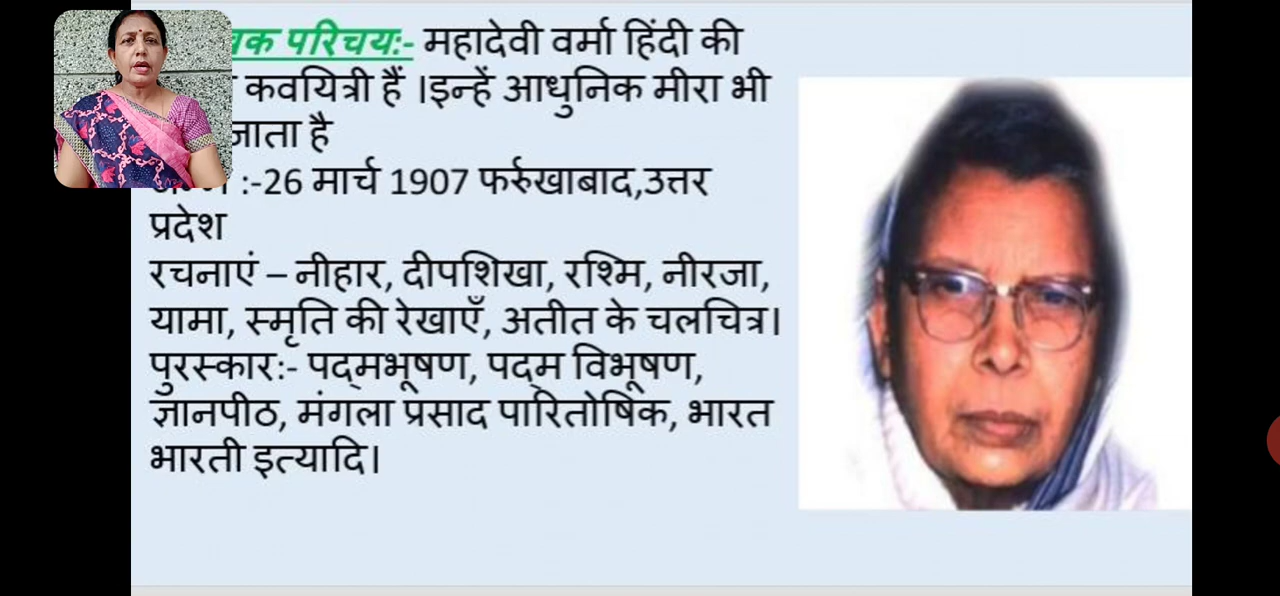 परिचयः- महादेवी वर्मा हिंदी की
कवयित्री हैं ।इन्हें आधुनिक मीरा भी
जाता है
:-26 मार्च 1907 फर्रुखाबाद,उत्तर
प्रदेश
रचनाएं – नीहार, दीपशिखा, रश्मि, नीरजा,
यामा, स्मृति की रेखाएँ, अतीत के चलचित्र।
पुरस्कार:- पद्मभूषण, पद्म विभूषण,
ज्ञानपीठ, मंगला प्रसाद पारितोषिक, भारत
भारती इत्यादि।